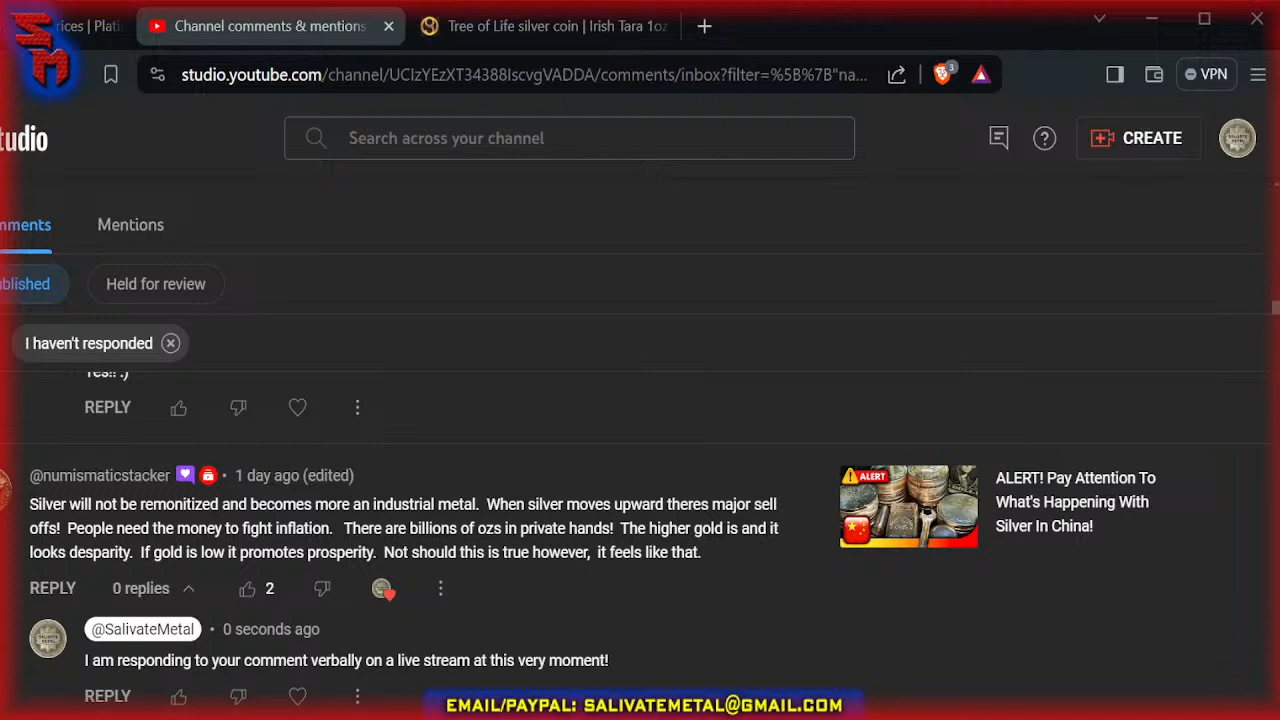 SM
rices | Plati
Channel comments & mentions
Tree of Life silver coin | Irish Tara 1oz
studio.youtube.com/channel/UCIzYEzXT34388IscvgVADDA/comments/inbox?filter=%5B%7B"na...
3
VPN
tudio
Search across your channel
CREATE
mments
Mentions
ublished
Held for review
I haven't responded
Yes!! :)
REPLY
@numismaticstacker • 1 day ago (edited)
Silver will not be remonitized and becomes more an industrial metal. When silver moves upward theres major sell
offs! People need the money to fight inflation. There are billions of ozs in private hands! The higher gold is and it
looks desparity. If gold is low it promotes prosperity. Not should this is true however, it feels like that.
ALERT
ALERT! Pay Attention To
What's Happening With
Silver In China!
REPLY
0 replies
2
@SalivateMetal • 0 seconds ago
I am responding to your comment verbally on a live stream at this very moment!
REPLY
EMAIL/PAYPAL: SALIVATEMETAL@GMAIL.COM